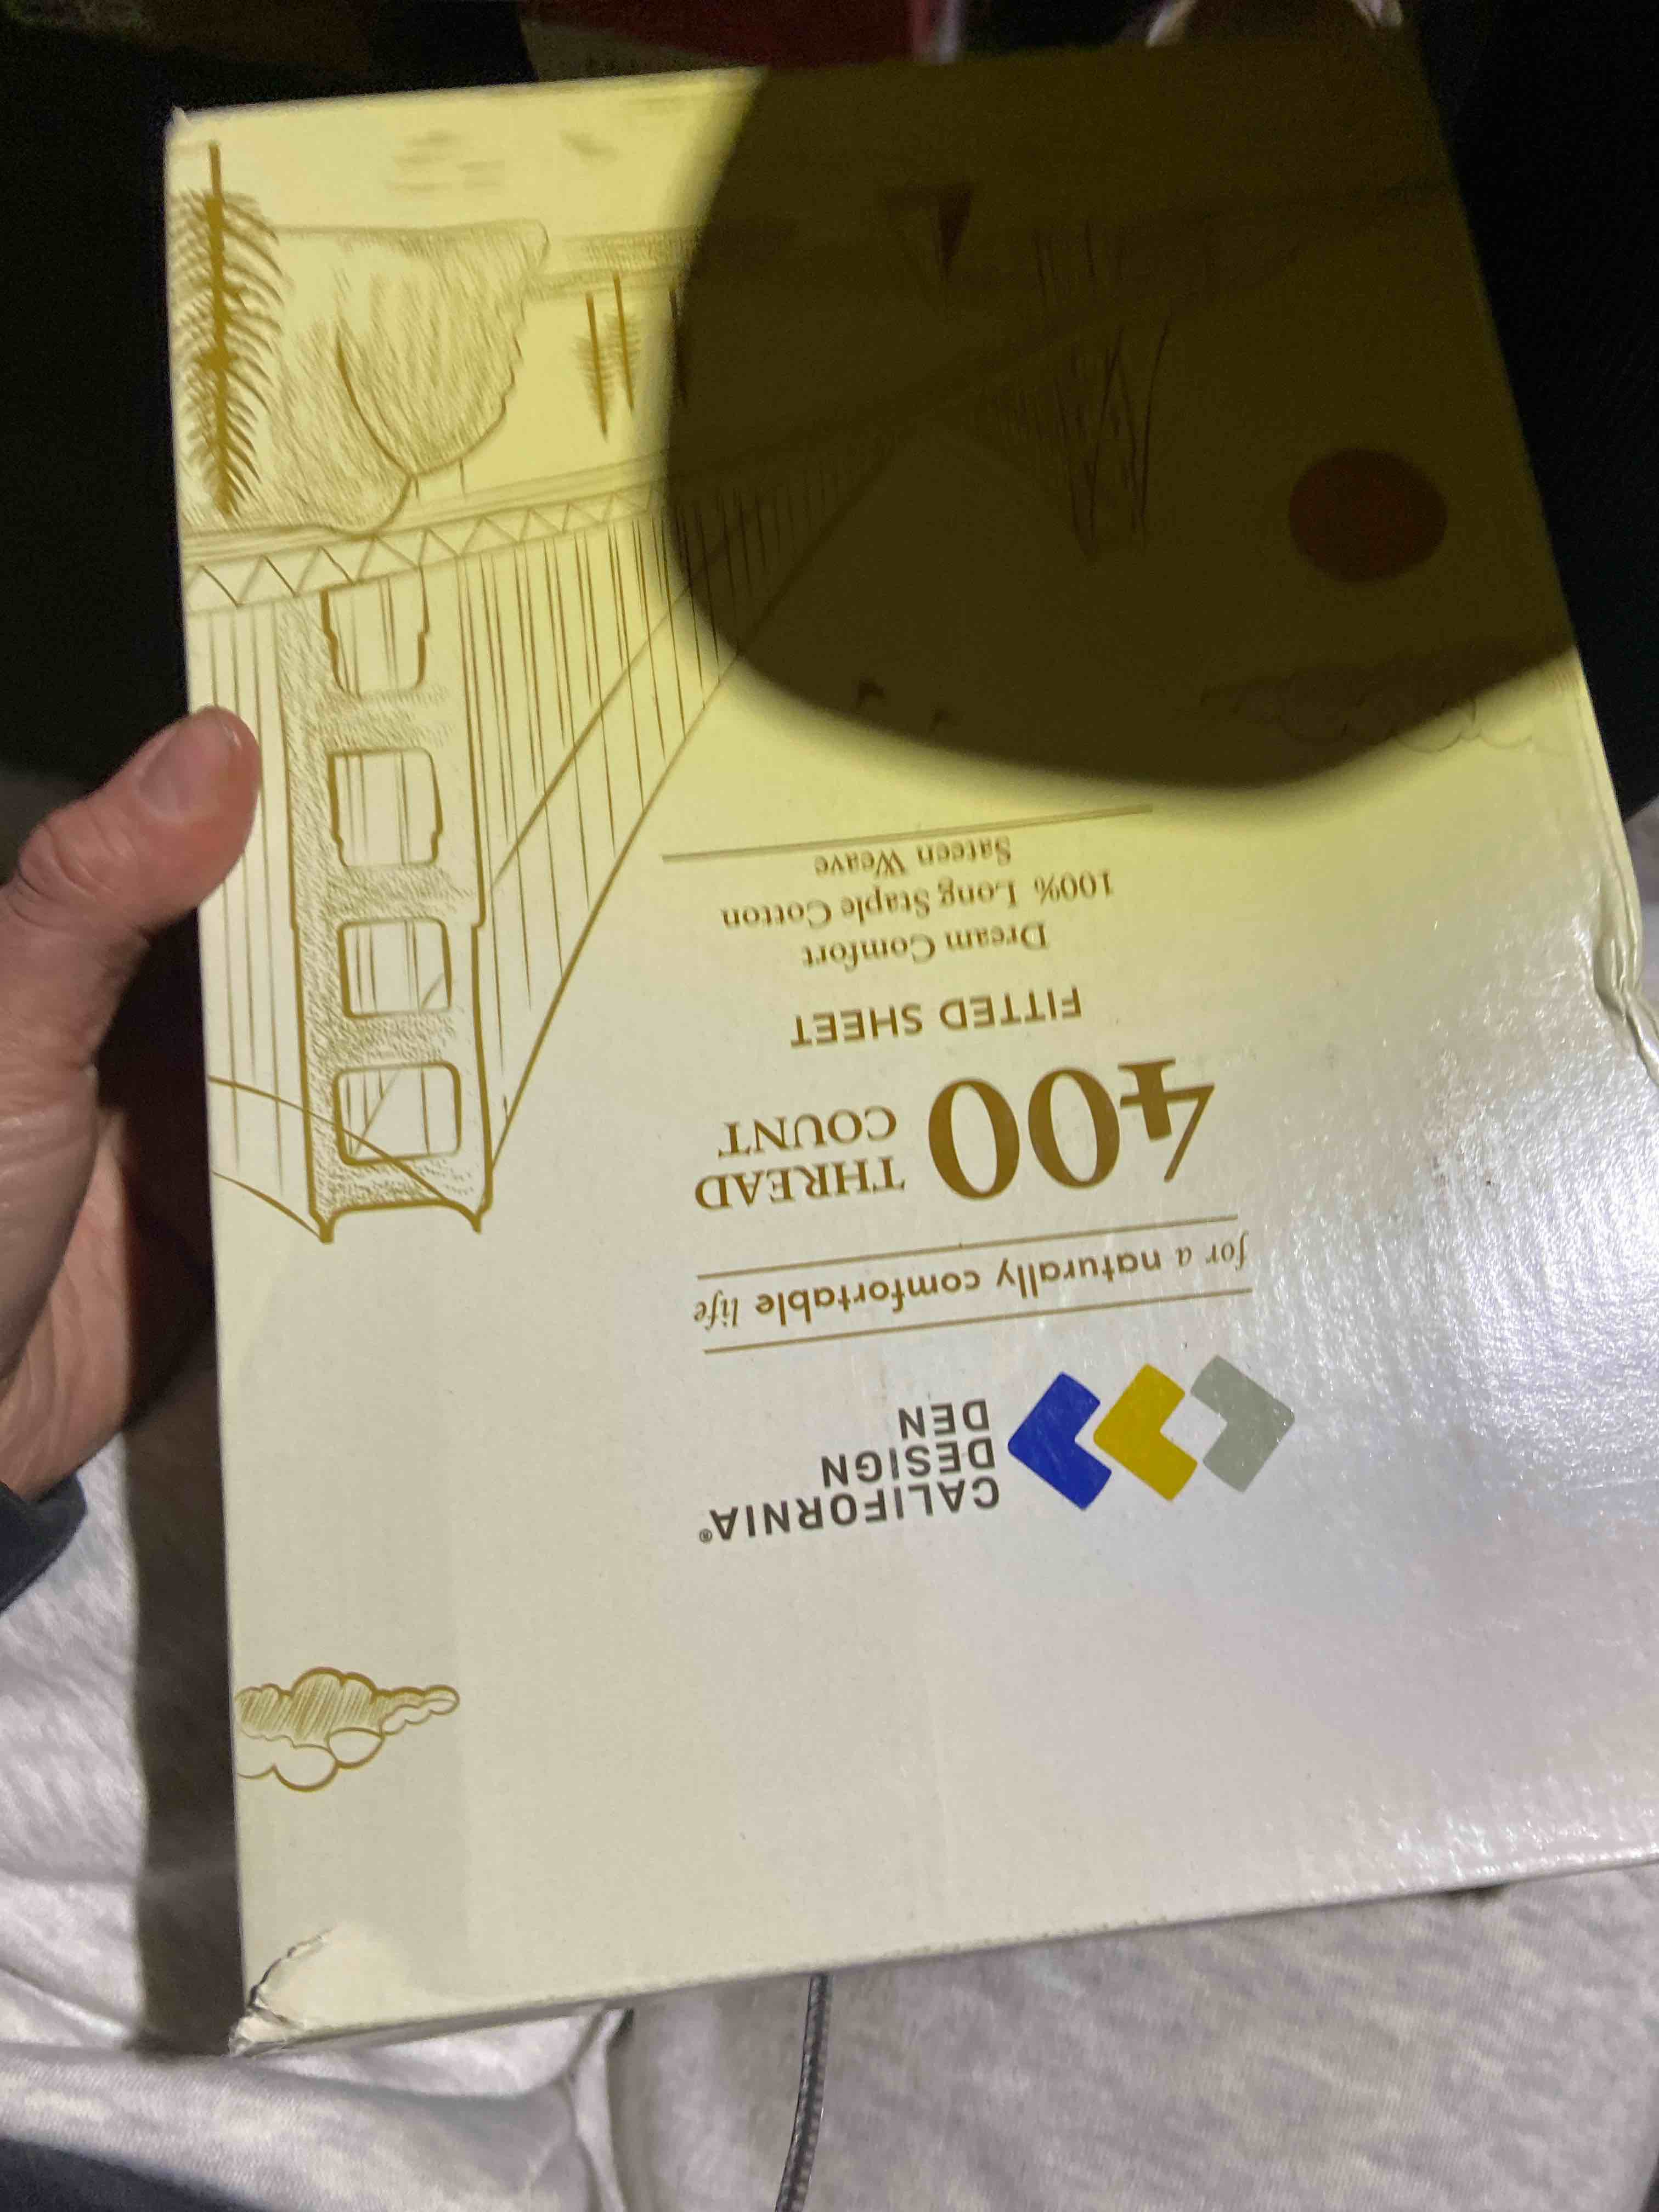 CALIFORNIA®
DESIGN
DEN
for a naturally comfortable life
400
THREAD
COUNT
FITTED SHEET
Dream Comfort
100% Long Staple Cotton
Sateen Weave